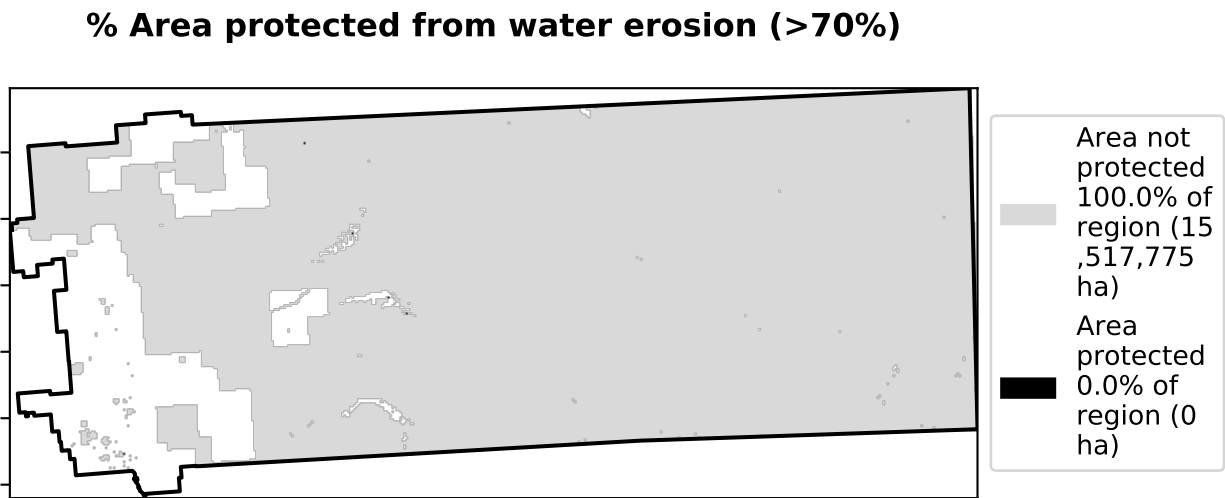 % Area protected from water erosion (>70%)
Area not
protected
100.0% of
region (15
,517,775
ha)
Area
protected
0.0% of
region (0
ha)